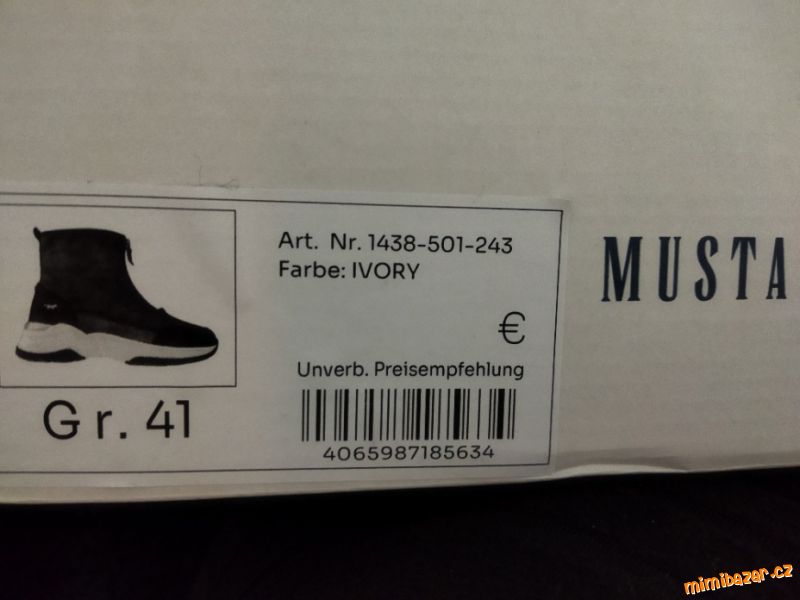 Art. Nr. 1438-501-243
Farbe: IVORY
€
Unverb. Preisempfehlung
4065987185634
Gr. 41
MUSTA
mimibazar.cz